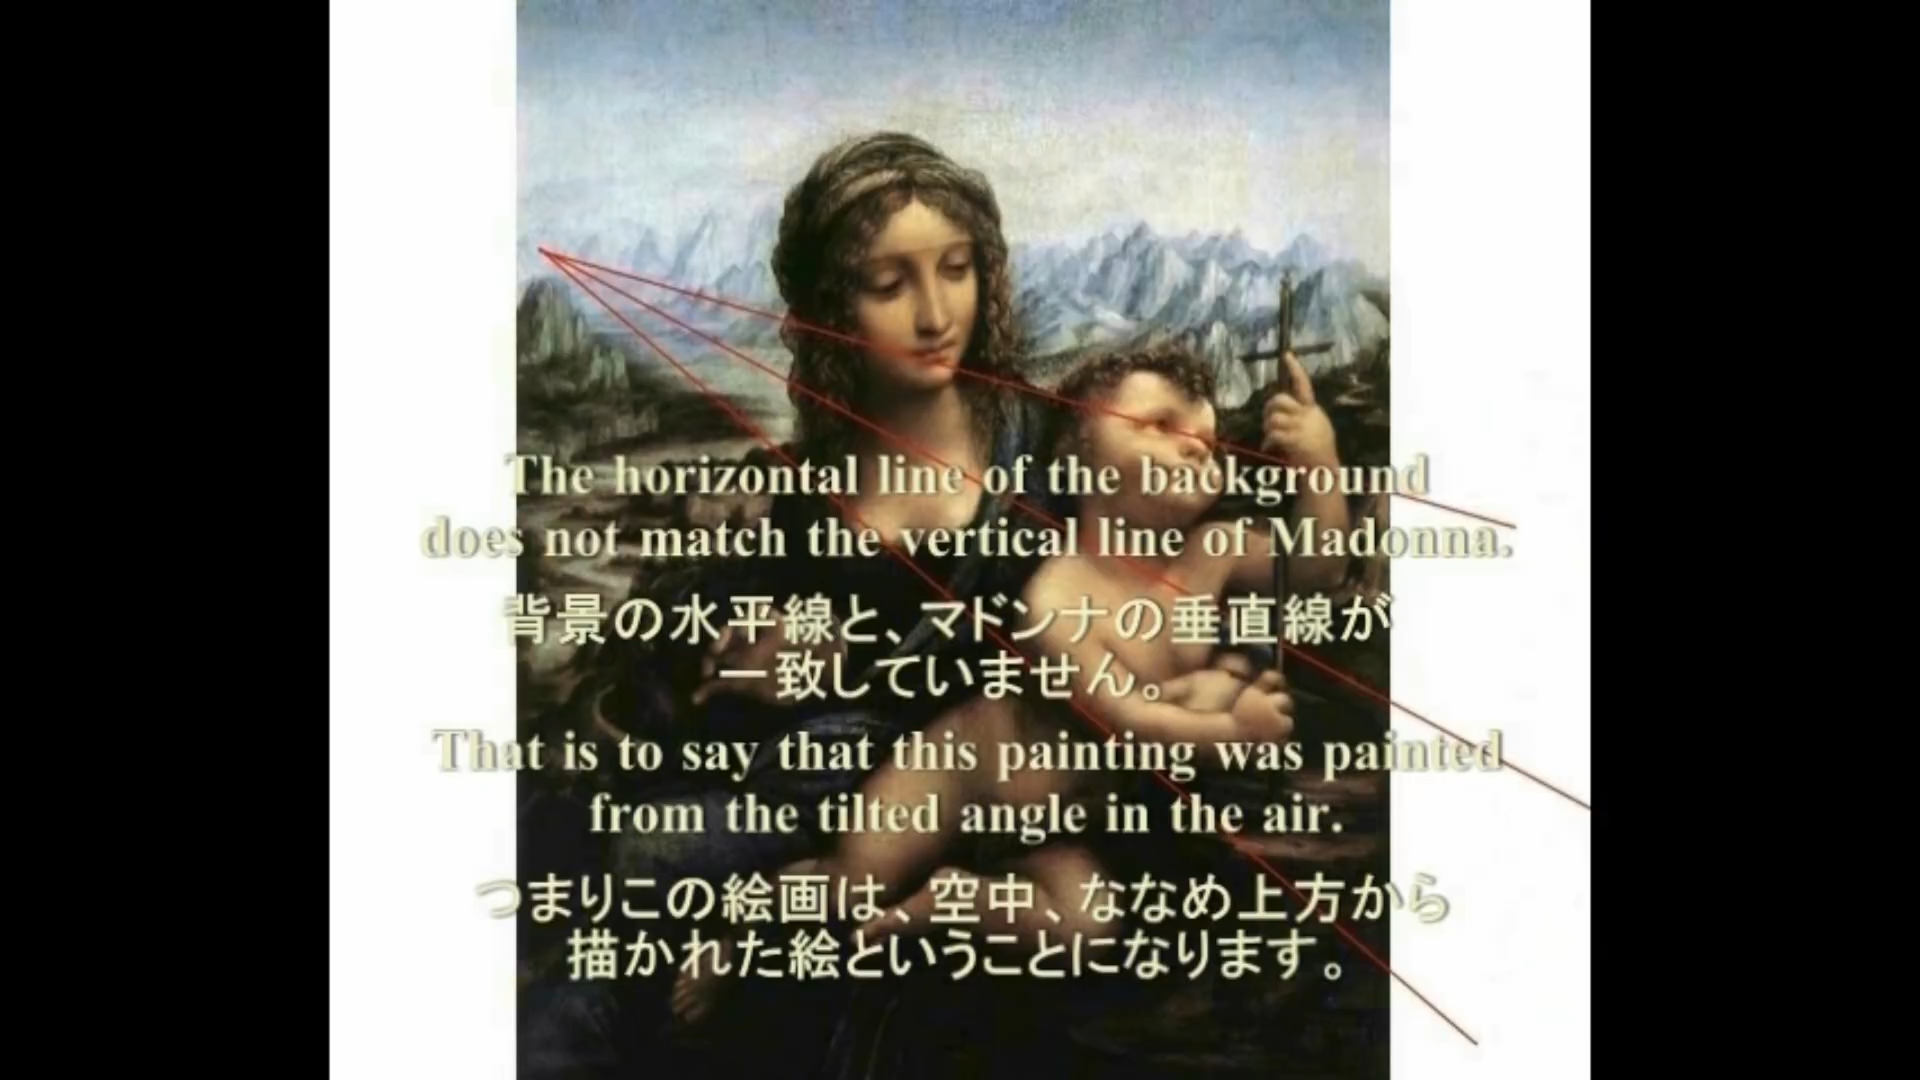 The horizontal line of the background
does not match the vertical line of Madonna.
背景の水平線と、マドンナの垂直線が
一致していません。
That is to say that this painting was painted
from the tilted angle in the air.
つまりこの絵画は、空中、ななめ上方から
描かれた絵ということになります。